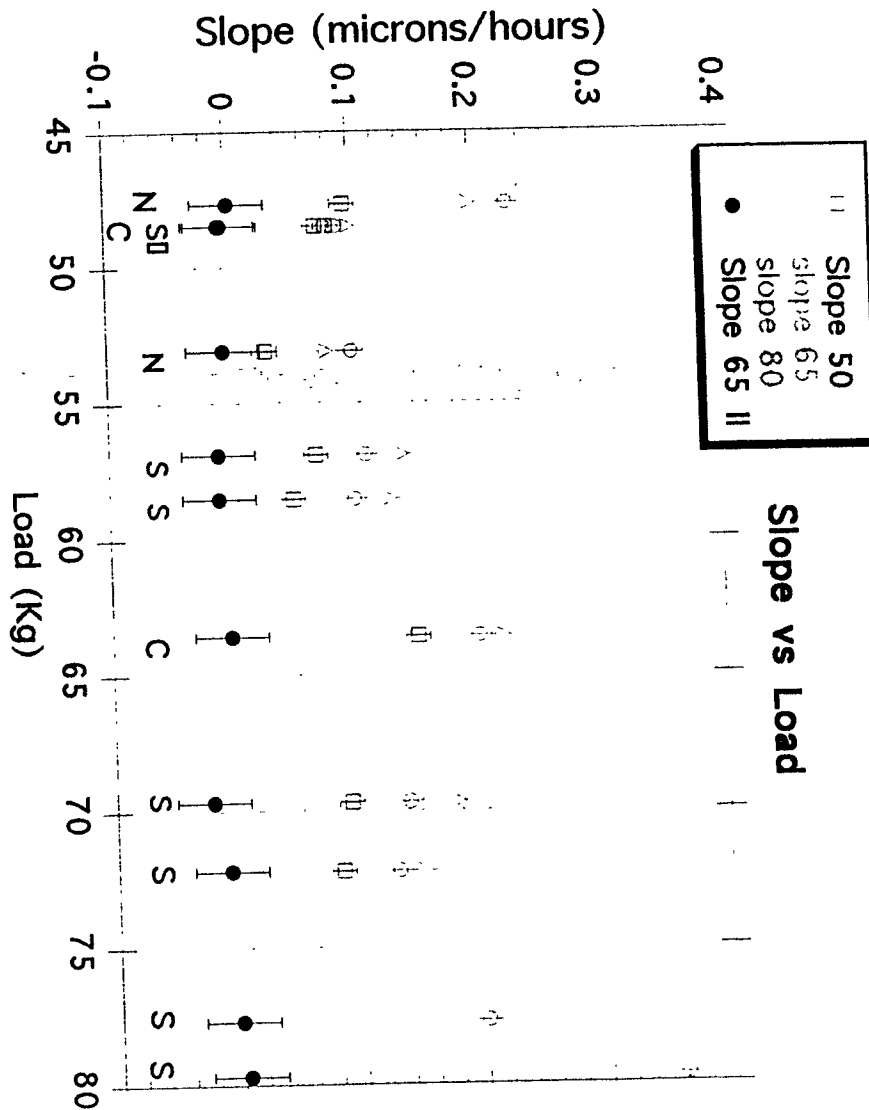 Slope vs Load
Slope 50
slope 65
slope 80
Slope 65 II
Slope (microns/hours)
0.4
0.3
0.2
0.1
0
-0.1
N
S
C
N
S
S
C
S
S
S
S
45
50
55
60
65
70
75
80
Load (Kg)